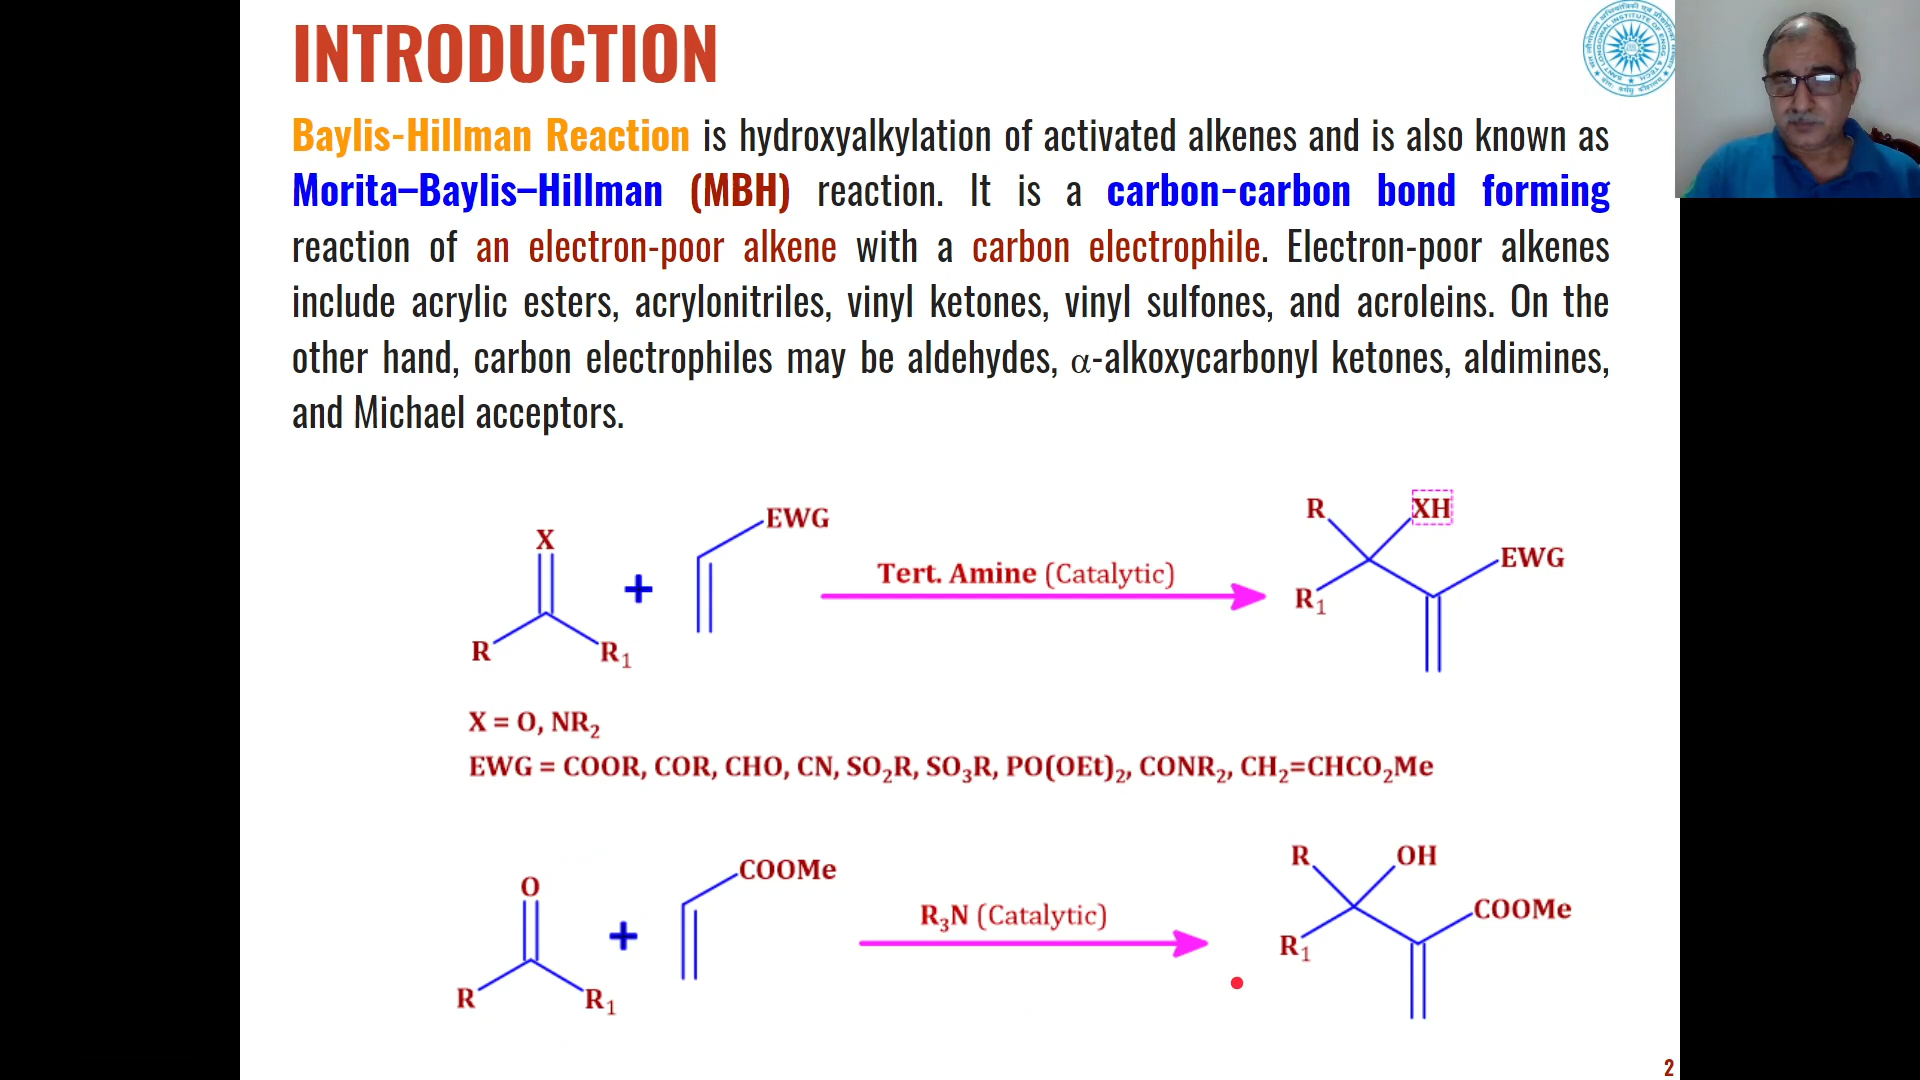 INTRODUCTION
Baylis-Hillman Reaction is hydroxyalkylation of activated alkenes and is also known as
Morita–Baylis–Hillman (MBH) reaction. It is a carbon-carbon bond forming
reaction of an electron-poor alkene with a carbon electrophile. Electron-poor alkenes
include acrylic esters, acrylonitriles, vinyl ketones, vinyl sulfones, and acroleins. On the
other hand, carbon electrophiles may be aldehydes, α-alkoxycarbonyl ketones, aldimines,
and Michael acceptors.
X
R
R₁
+
EWG
Tert. Amine (Catalytic)
R
XH
R₁
EWG
X = O, NR₂
EWG = COOR, COR, CHO, CN, SO₂R, SO₃R, PO(OEt)₂, CONR₂, CH₂=CHCO₂Me
O
R
R₁
+
COOMe
R₃N (Catalytic)
R
OH
R₁
COOMe
2